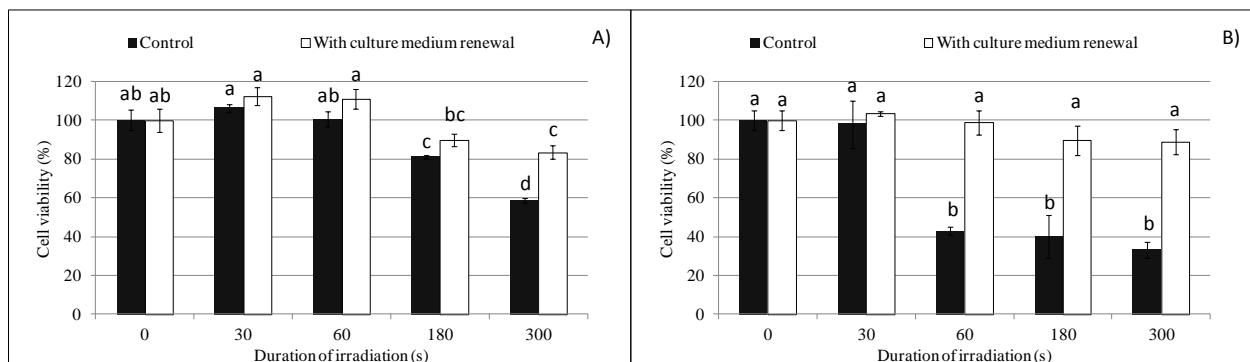 Control With culture medium renewal A)
Cell viability (%)
120
100
80
60
40
20
0
ab ab a a ab a c bc d c
0 30 60 180 300
Duration of irradiation (s)
Control With culture medium renewal B)
Cell viability (%)
120
100
80
60
40
20
0
a a a a b a b a b a
0 30 60 180 300
Duration of irradiation (s)